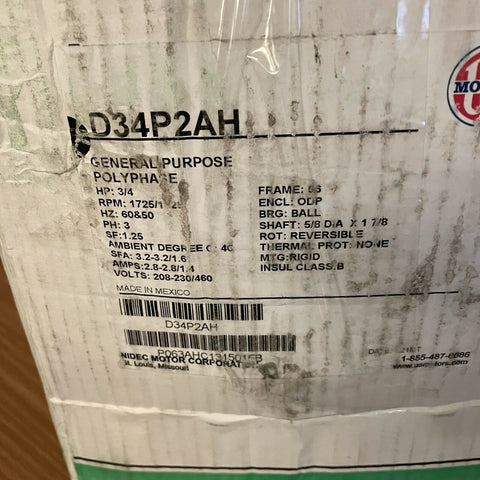 D34P2AH
MO
GENERAL PURPOSE
POLYPHASE
HP: 3/4
RPM: 1725/
HZ: 60&50
PH: 3
SF:1.25
AMBIENT DEGREE C: 40
SFA: 3.2-3.2/1.6
AMPS:2.8-2.8/1.4
VOLTS: 208-230/460
FRAME: 56
ENCL: ODP
BRG: BALL
SHAFT: 5/8 DIA X 1 7/8
ROT: REVERSIBLE
THERMAL PROT: NONE
MTG:RIGID
INSUL CLASS:B
MADE IN MEXICO
D34P2AH
NIDEC MOTOR CORPORAT
St. Louis, Missouri
1-855-487-6686